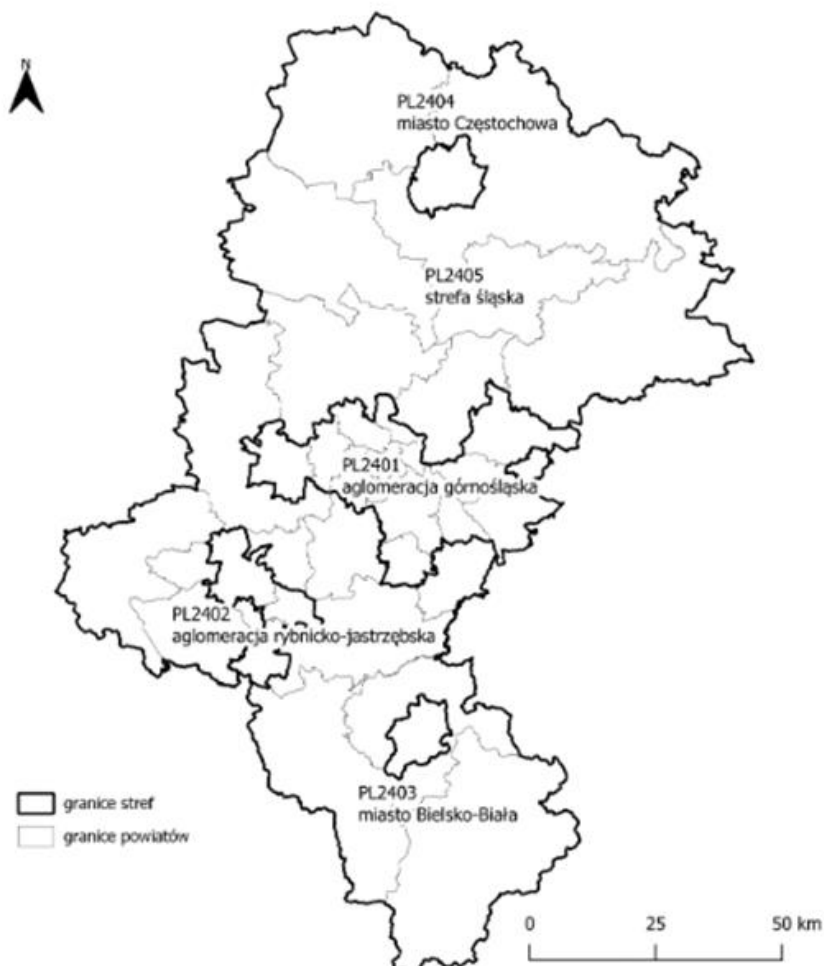 N
PL2404
miasto Częstochowa
PL2405
strefa śląska
PL2401
aglomeracja górnośląska
PL2402
aglomeracja rybnicko-jastrzębska
PL2403
miasto Bielsko-Biała
granice stref
granice powiatów
0 25 50 km